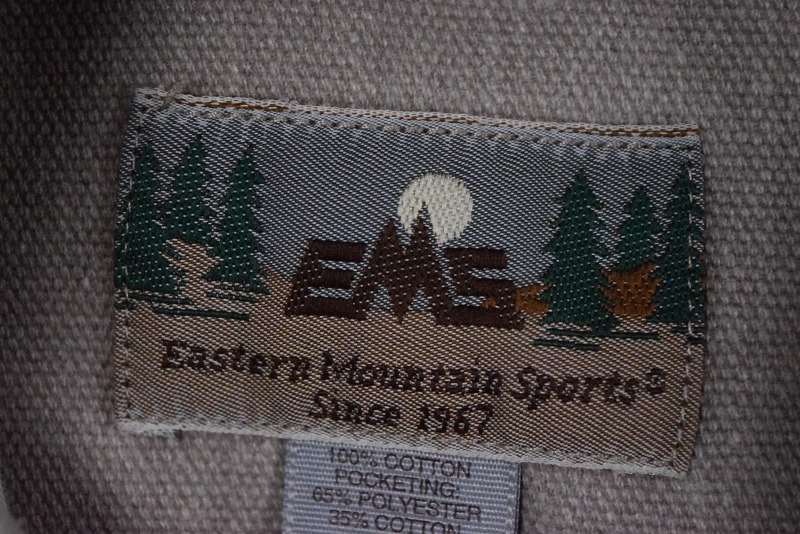 EMS
Eastern Mountain Sports®
Since 1967
100% COTTON
POCKETING:
65% POLYESTER
35% COTTON